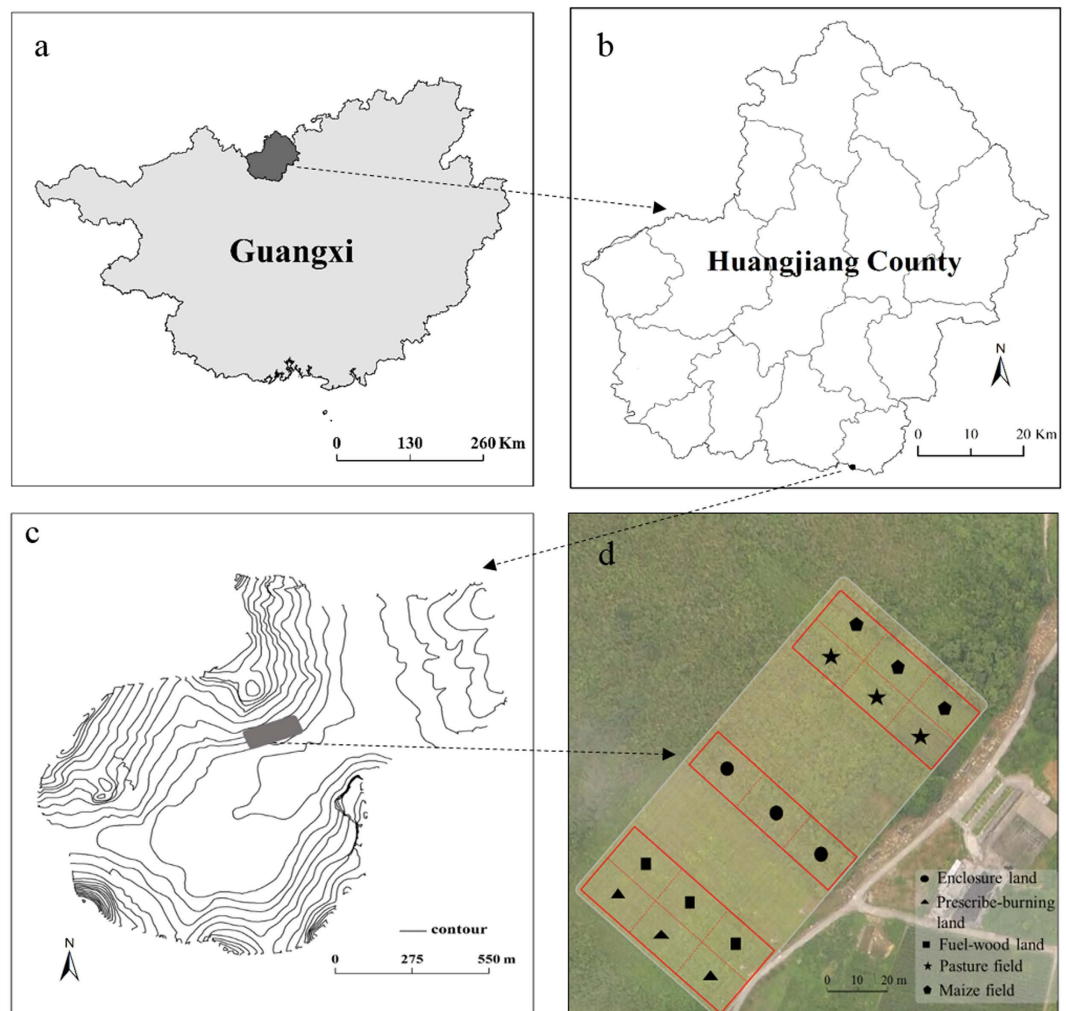 a
Guangxi
0 130 260 Km
b
Huangjiang County
N
0 10 20 Km
c
contour
N
0 275 550 m
d
Enclosure land
Prescribe-burning
land
Fuel-wood land
Pasture field
Maize field
0 10 20 m